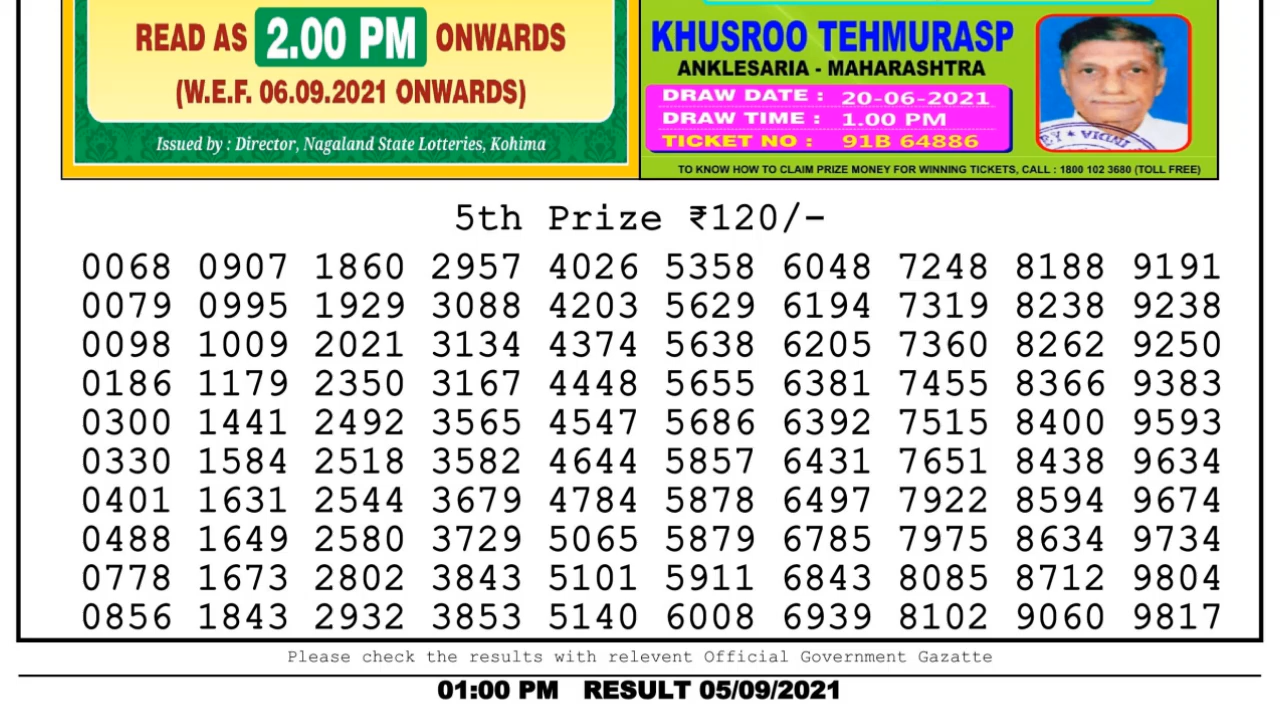 READ AS 2.00 PM ONWARDS
(W.E.F. 06.09.2021 ONWARDS)
Issued by : Director, Nagaland State Lotteries, Kohima
KHUSROO TEHMURASP
ANKLESARIA - MAHARASHTRA
DRAW DATE : 20-06-2021
DRAW TIME : 1.00 PM
TICKET NO : 91B 64886
TO KNOW HOW TO CLAIM PRIZE MONEY FOR WINNING TICKETS, CALL : 1800 102 3680 (TOLL FREE)
5th Prize ₹120/-
0068 0907 1860 2957 4026 5358 6048 7248 8188 9191
0079 0995 1929 3088 4203 5629 6194 7319 8238 9238
0098 1009 2021 3134 4374 5638 6205 7360 8262 9250
0186 1179 2350 3167 4448 5655 6381 7455 8366 9383
0300 1441 2492 3565 4547 5686 6392 7515 8400 9593
0330 1584 2518 3582 4644 5857 6431 7651 8438 9634
0401 1631 2544 3679 4784 5878 6497 7922 8594 9674
0488 1649 2580 3729 5065 5879 6785 7975 8634 9734
0778 1673 2802 3843 5101 5911 6843 8085 8712 9804
0856 1843 2932 3853 5140 6008 6939 8102 9060 9817
Please check the results with relevent Official Government Gazatte
01:00 PM RESULT 05/09/2021